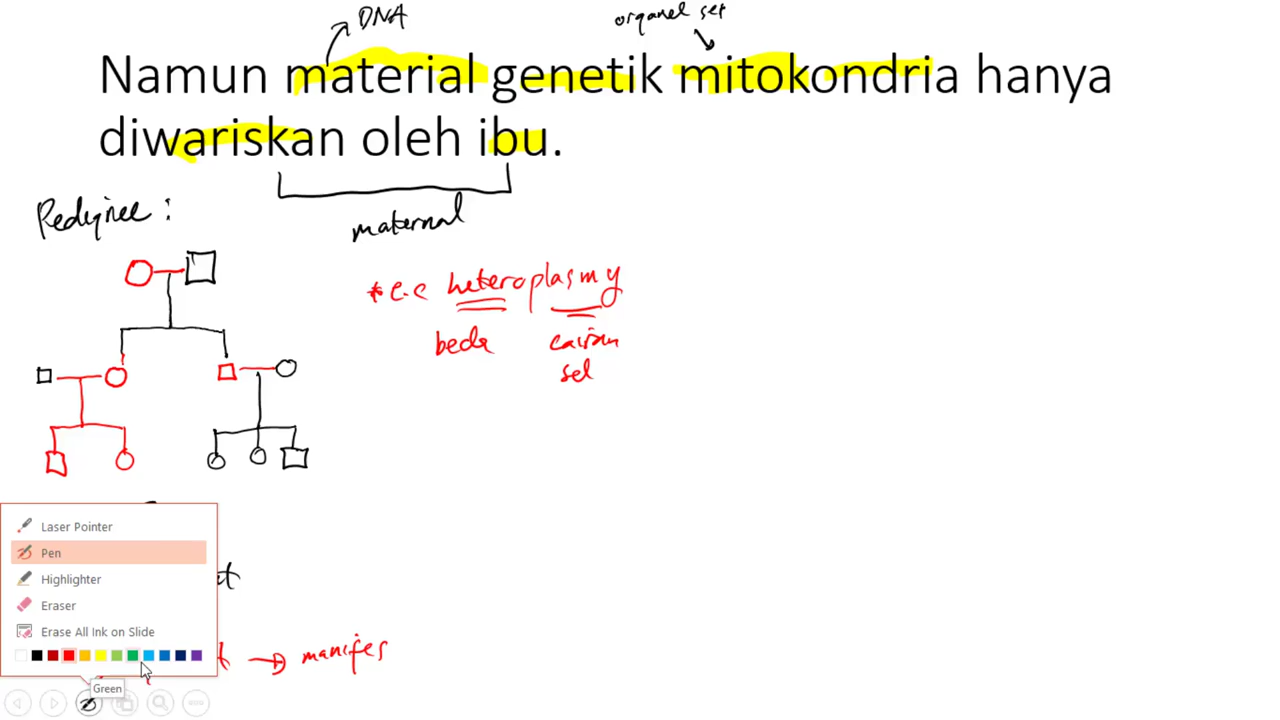 DNA
organel sel
Namun material genetik mitokondria hanya
diwariskan oleh ibu.
maternal
Pedigree :
*e.c heteroplasmy
beda cairan
sel
Laser Pointer
Pen
Highlighter
Eraser
Erase All Ink on Slide
Green
→ manifes